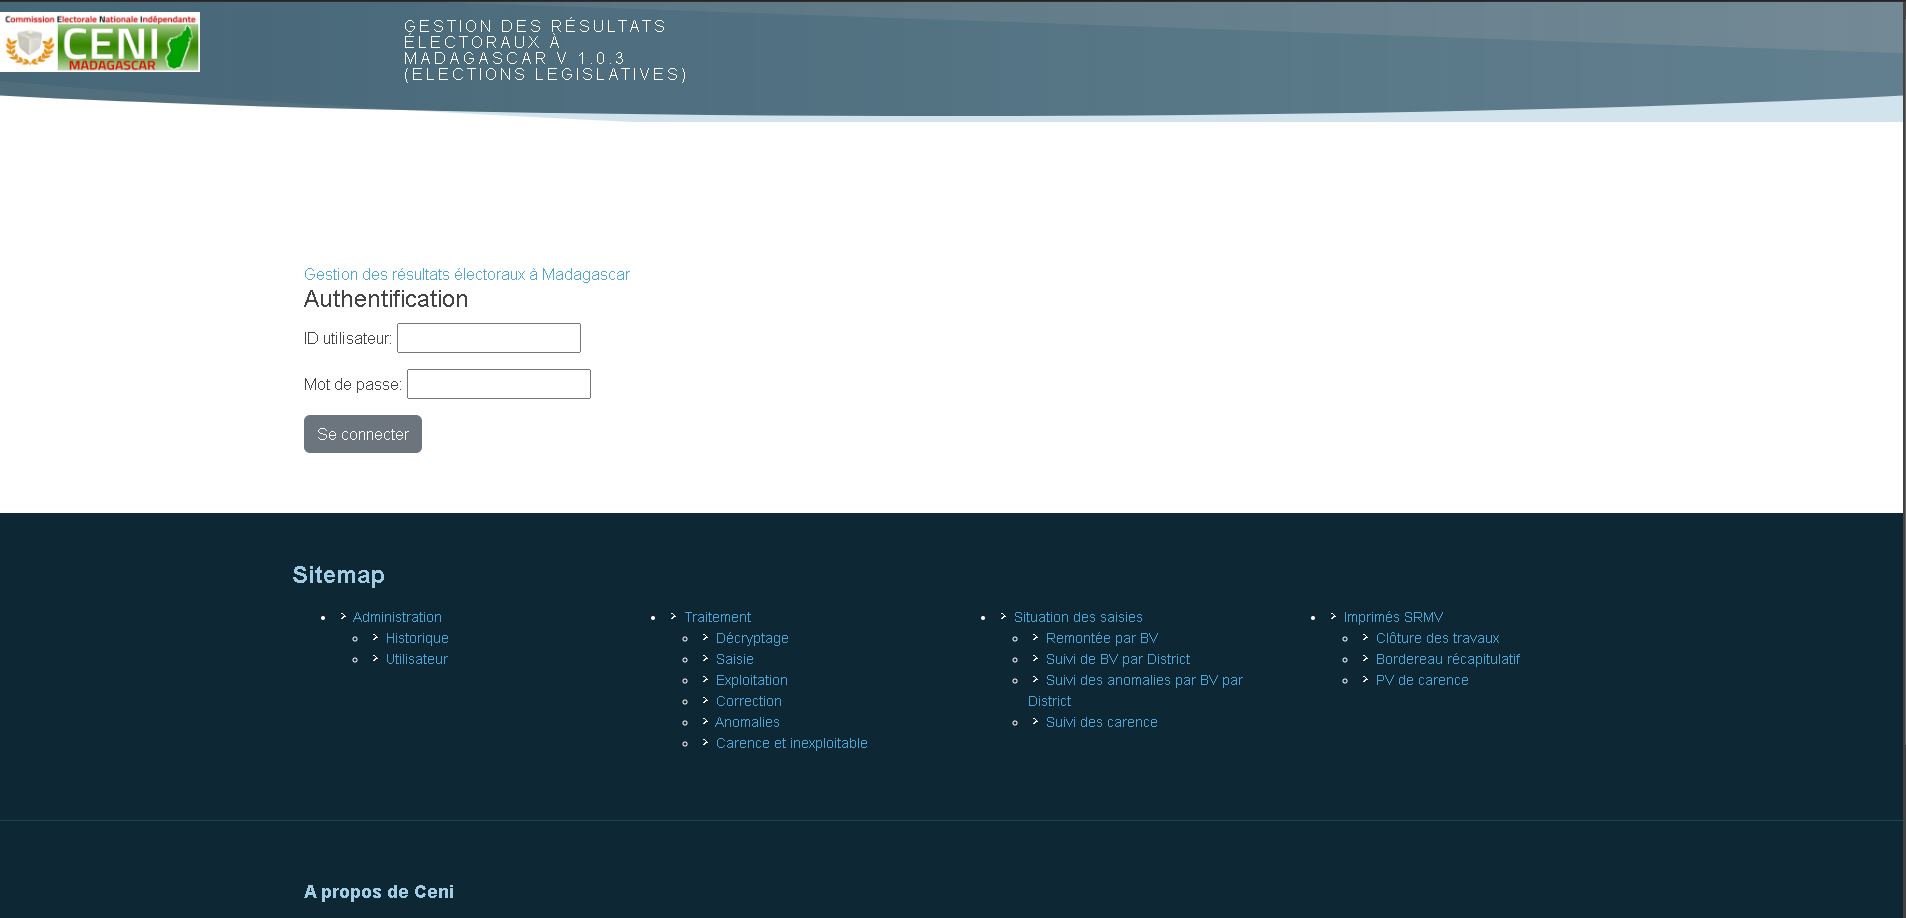 Commission Electorale Nationale Indépendante
CENI
MADAGASCAR
GESTION DES RÉSULTATS
ÉLECTORAUX À
MADAGASCAR V 1.0.3
(ELECTIONS LEGISLATIVES)
Gestion des résultats électoraux à Madagascar
Authentification
ID utilisateur:
Mot de passe:
Se connecter
Sitemap
Administration
Historique
Utilisateur
Traitement
Décryptage
Saisie
Exploitation
Correction
Anomalies
Carence et inexploitable
Situation des saisies
Remontée par BV
Suivi de BV par District
Suivi des anomalies par BV par
District
Suivi des carence
Imprimés SRMV
Clôture des travaux
Bordereau récapitulatif
PV de carence
A propos de Ceni